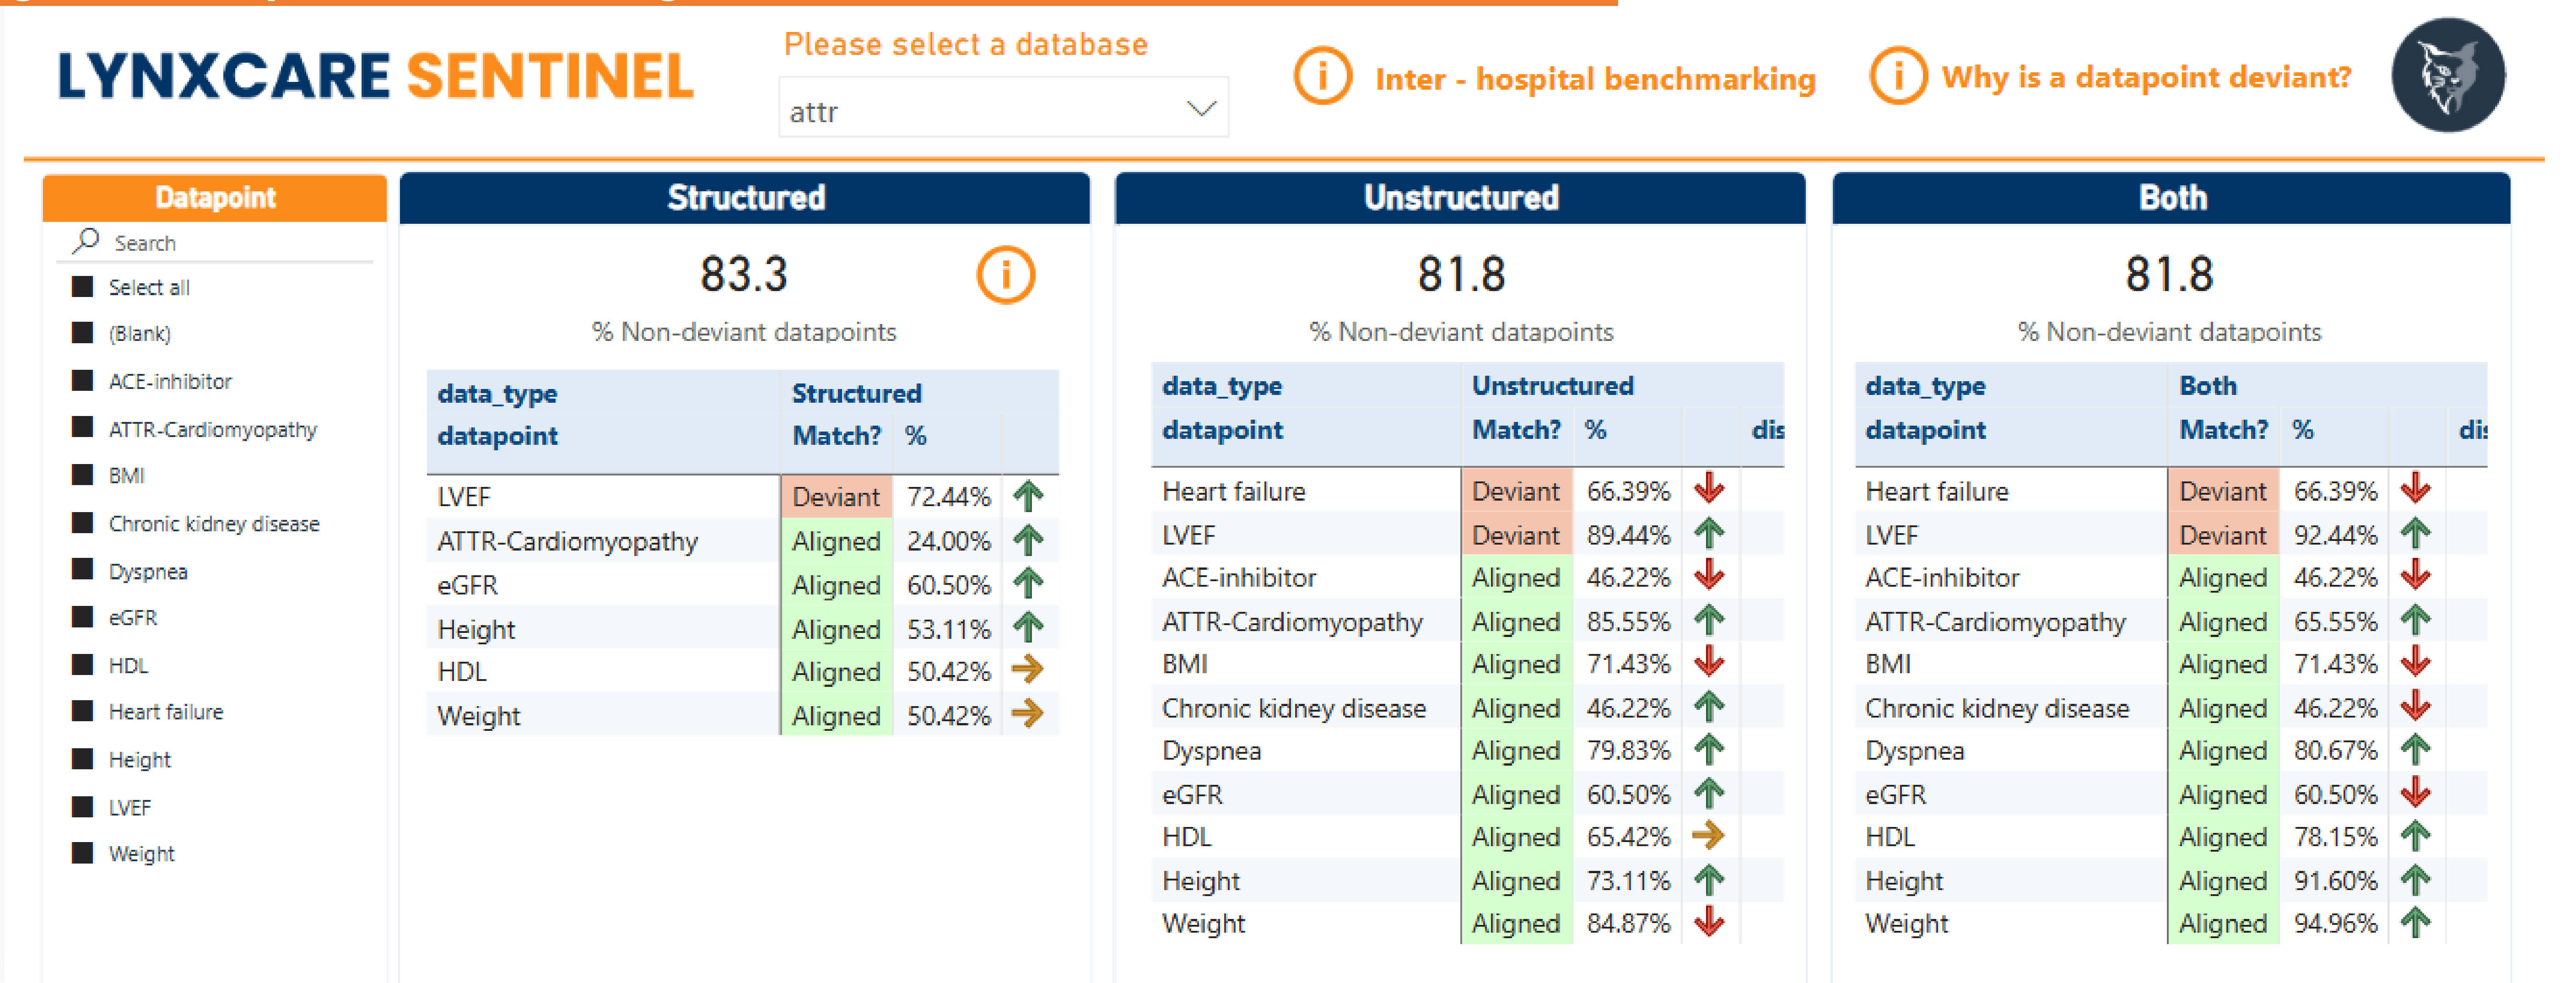 LYNXCARE SENTINEL
Please select a database
attr
i Inter - hospital benchmarking
i Why is a datapoint deviant?
Datapoint
Search
Select all
(Blank)
ACE-inhibitor
ATTR-Cardiomyopathy
BMI
Chronic kidney disease
Dyspnea
eGFR
HDL
Heart failure
Height
LVEF
Weight
Structured
83.3
i
% Non-deviant datapoints
data_type Structured
datapoint Match? %
LVEF Deviant 72.44%
ATTR-Cardiomyopathy Aligned 24.00%
eGFR Aligned 60.50%
Height Aligned 53.11%
HDL Aligned 50.42%
Weight Aligned 50.42%
Unstructured
81.8
% Non-deviant datapoints
data_type Unstructured
datapoint Match? % dis
Heart failure Deviant 66.39%
LVEF Deviant 89.44%
ACE-inhibitor Aligned 46.22%
ATTR-Cardiomyopathy Aligned 85.55%
BMI Aligned 71.43%
Chronic kidney disease Aligned 46.22%
Dyspnea Aligned 79.83%
eGFR Aligned 60.50%
HDL Aligned 65.42%
Height Aligned 73.11%
Weight Aligned 84.87%
Both
81.8
% Non-deviant datapoints
data_type Both
datapoint Match? % dis
Heart failure Deviant 66.39%
LVEF Deviant 92.44%
ACE-inhibitor Aligned 46.22%
ATTR-Cardiomyopathy Aligned 65.55%
BMI Aligned 71.43%
Chronic kidney disease Aligned 46.22%
Dyspnea Aligned 80.67%
eGFR Aligned 60.50%
HDL Aligned 78.15%
Height Aligned 91.60%
Weight Aligned 94.96%